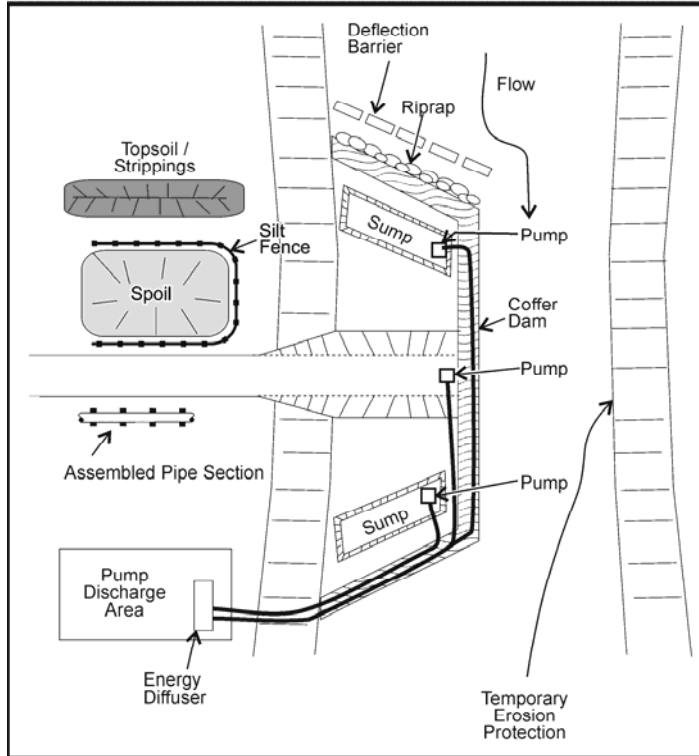 Deflection
Barrier
Flow
Riprap
Topsoil /
Strippings
Silt
Fence
Sump
Pump
Spoil
Coffer
Dam
Pump
Assembled Pipe Section
Pump
Sump
Pump
Discharge
Area
Energy
Diffuser
Temporary
Erosion
Protection